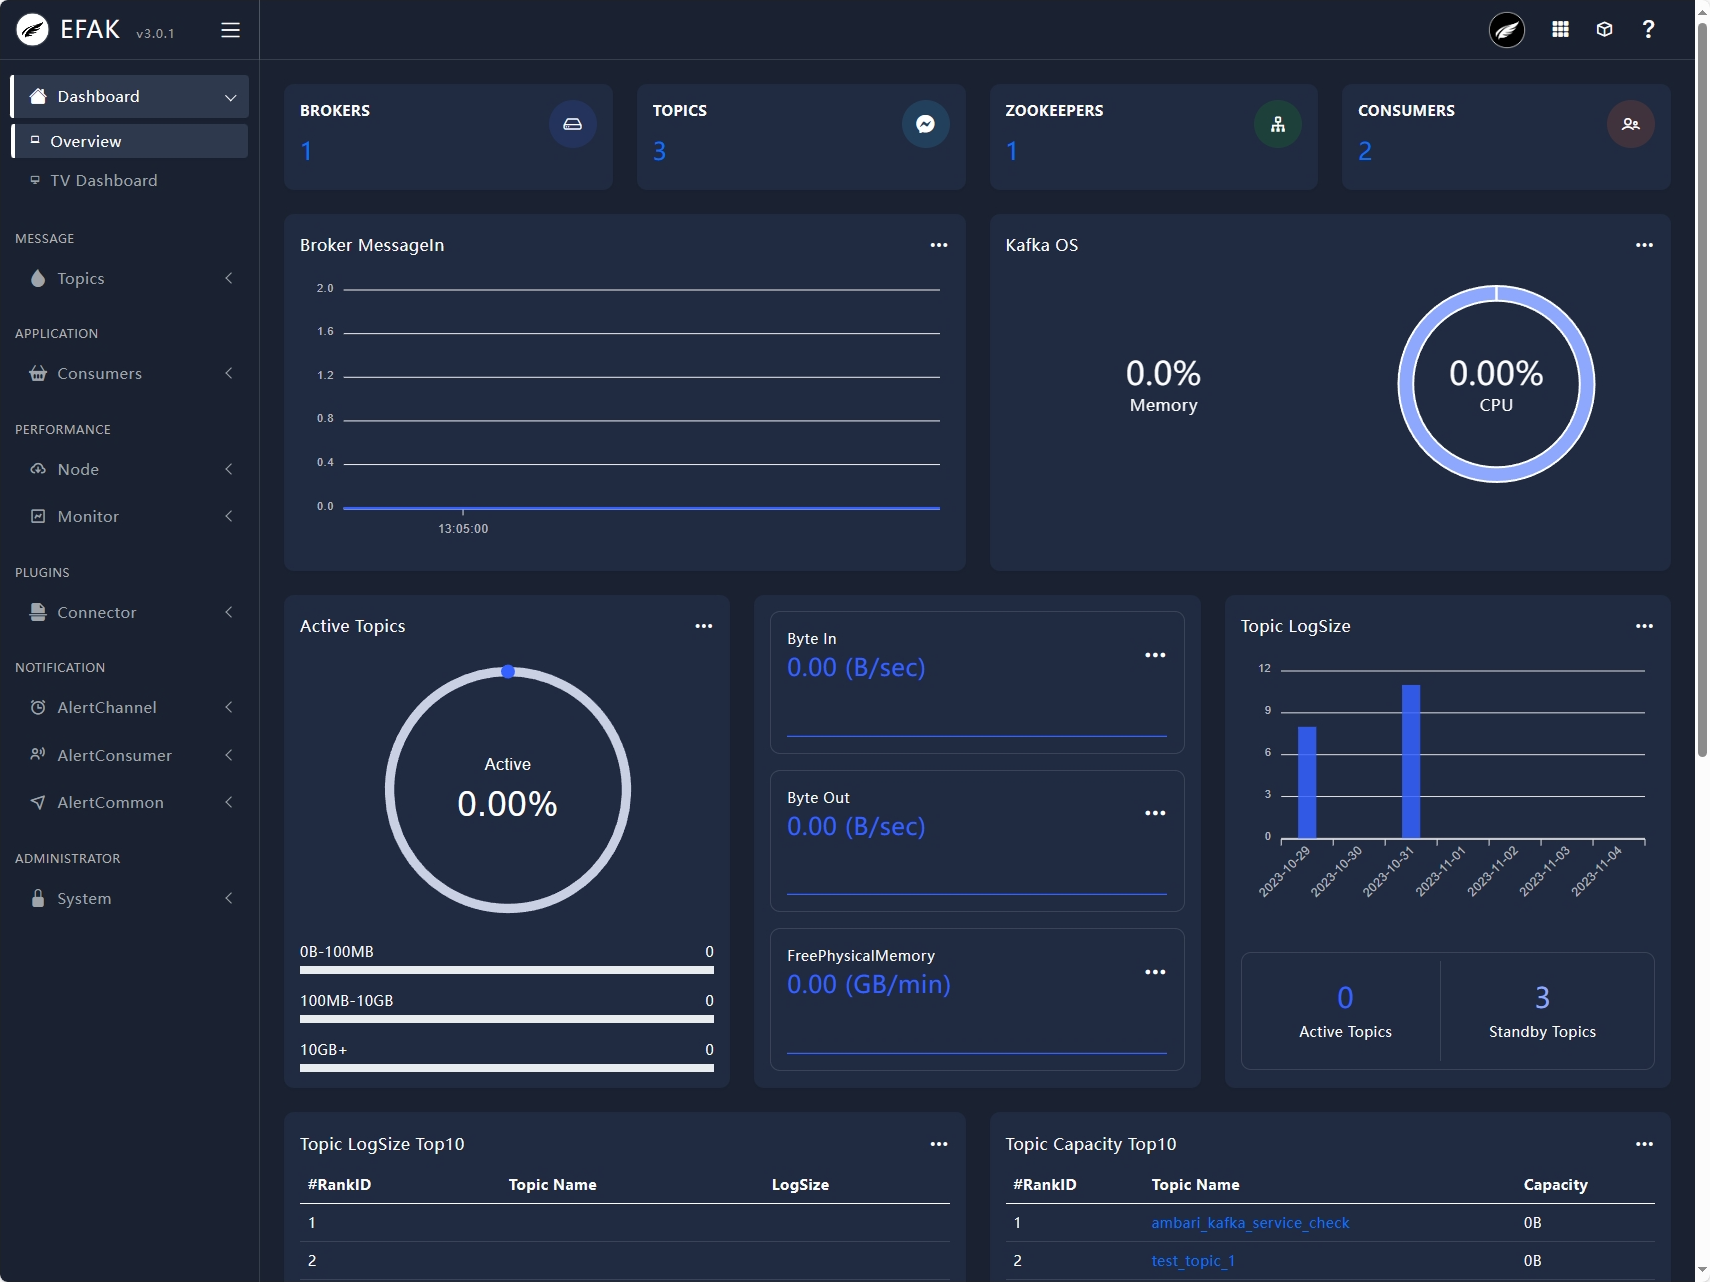 EFAK v3.0.1
Dashboard
Overview
TV Dashboard
MESSAGE
Topics
APPLICATION
Consumers
PERFORMANCE
Node
Monitor
PLUGINS
Connector
NOTIFICATION
AlertChannel
AlertConsumer
AlertCommon
ADMINISTRATOR
System
?
BROKERS
1
TOPICS
3
ZOOKEEPERS
1
CONSUMERS
2
Broker MessageIn
2.0
1.6
1.2
0.8
0.4
0.0
13:05:00
Kafka OS
0.0%
Memory
0.00%
CPU
Active Topics
Active
0.00%
0B-100MB 0
100MB-10GB 0
10GB+ 0
Byte In
0.00 (B/sec)
Byte Out
0.00 (B/sec)
FreePhysicalMemory
0.00 (GB/min)
Topic LogSize
12
9
6
3
0
2023-10-29
2023-10-30
2023-10-31
2023-11-01
2023-11-02
2023-11-03
2023-11-04
0
Active Topics
3
Standby Topics
Topic LogSize Top10
#RankID Topic Name LogSize
1
2
Topic Capacity Top10
#RankID Topic Name Capacity
1 ambari_kafka_service_check 0B
2 test_topic_1 0B